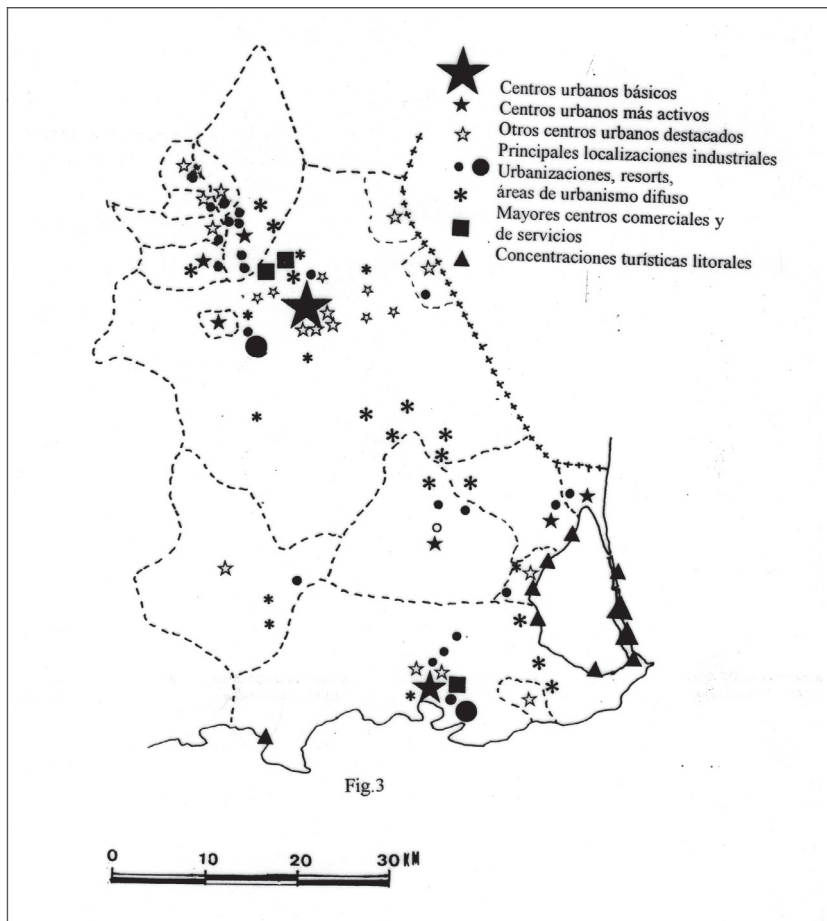 Centros urbanos básicos
Centros urbanos más activos
Otros centros urbanos destacados
Principales localizaciones industriales
Urbanizaciones, resorts,
áreas de urbanismo difuso
Mayores centros comerciales y
de servicios
Concentraciones turísticas litorales
Fig.3
0 10 20 30 KM